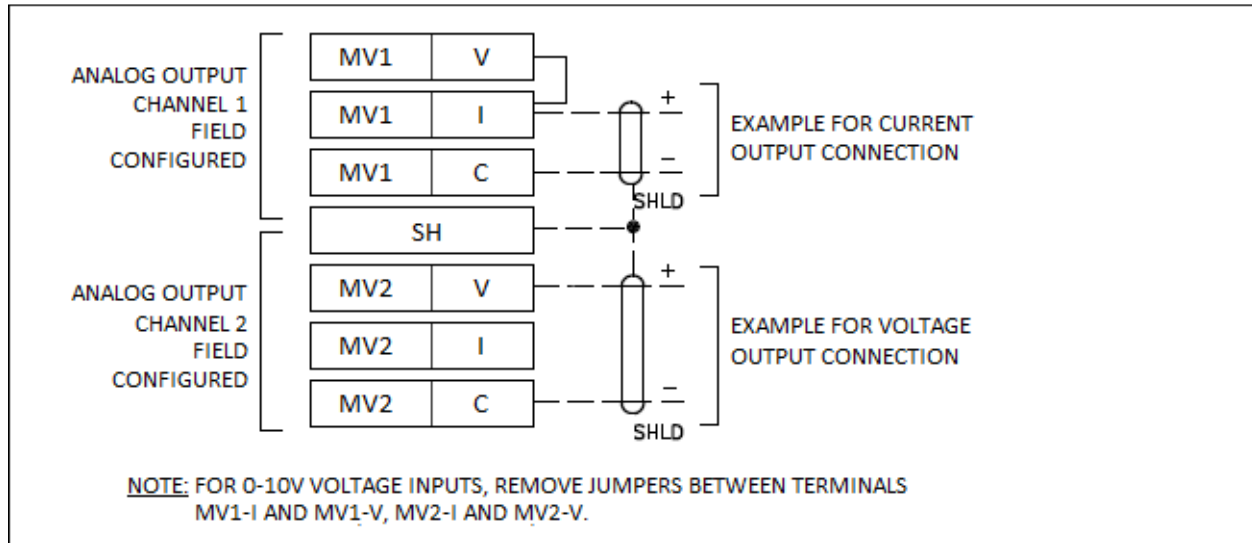 ANALOG OUTPUT
CHANNEL 1
FIELD
CONFIGURED
MV1 V
MV1 I
MV1 C
SH
+
−
SHLD
EXAMPLE FOR CURRENT
OUTPUT CONNECTION
ANALOG OUTPUT
CHANNEL 2
FIELD
CONFIGURED
MV2 V
MV2 I
MV2 C
+
−
SHLD
EXAMPLE FOR VOLTAGE
OUTPUT CONNECTION
NOTE: FOR 0-10V VOLTAGE INPUTS, REMOVE JUMPERS BETWEEN TERMINALS
MV1-I AND MV1-V, MV2-I AND MV2-V.